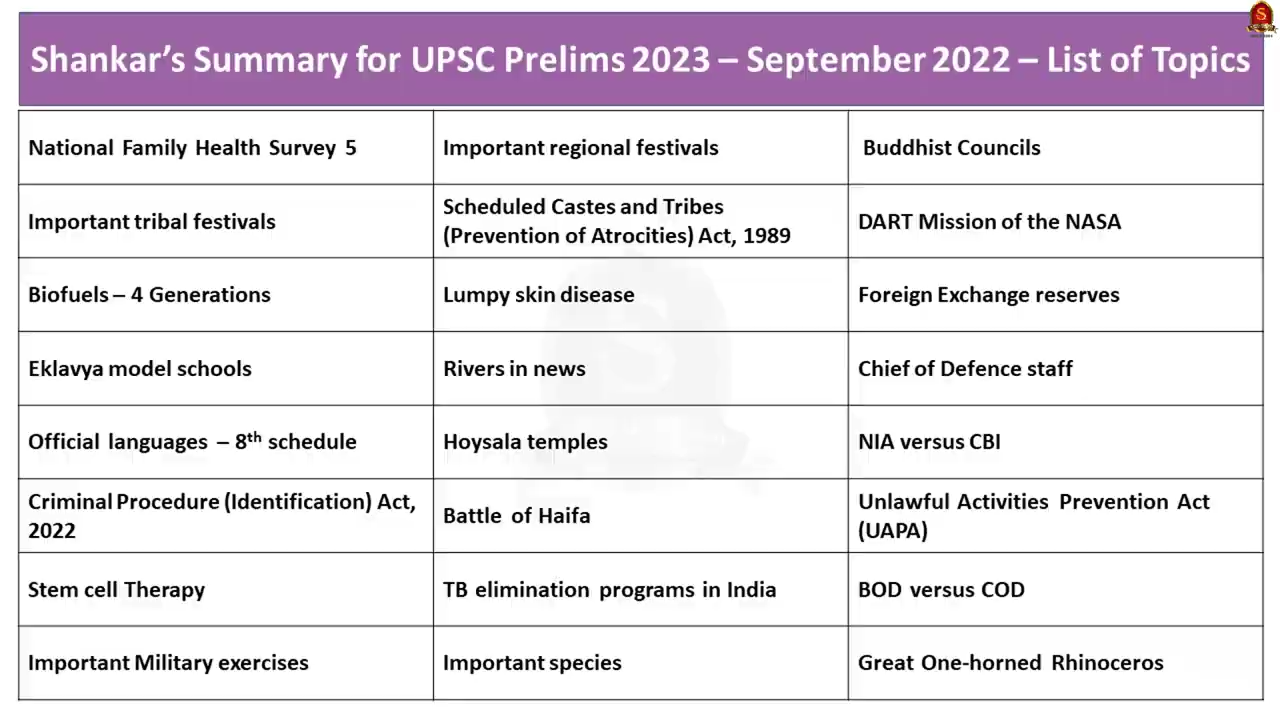 Shankar’s Summary for UPSC Prelims 2023 – September 2022 – List of Topics
National Family Health Survey 5
Important regional festivals
Buddhist Councils
Important tribal festivals
Scheduled Castes and Tribes
(Prevention of Atrocities) Act, 1989
DART Mission of the NASA
Biofuels – 4 Generations
Lumpy skin disease
Foreign Exchange reserves
Eklavya model schools
Rivers in news
Chief of Defence staff
Official languages – 8th schedule
Hoysala temples
NIA versus CBI
Criminal Procedure (Identification) Act,
2022
Battle of Haifa
Unlawful Activities Prevention Act
(UAPA)
Stem cell Therapy
TB elimination programs in India
BOD versus COD
Important Military exercises
Important species
Great One-horned Rhinoceros